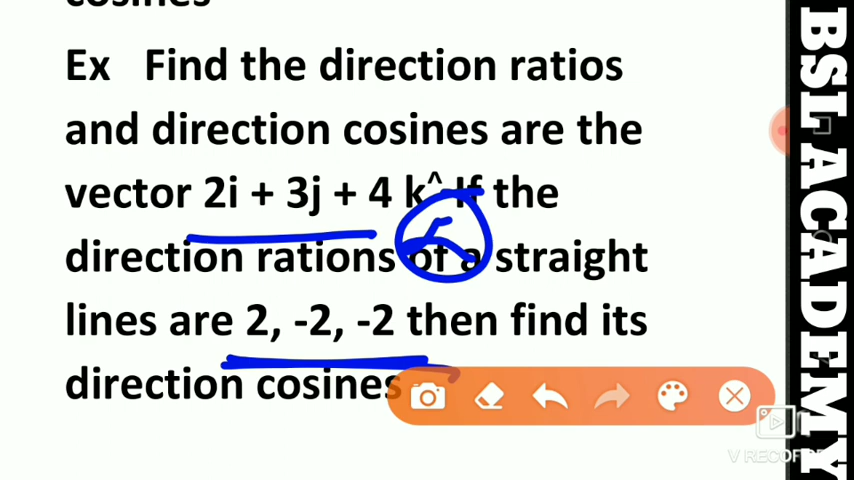 cosines
Ex Find the direction ratios
and direction cosines are the
vector 2i + 3j + 4 k^ If the
direction rations of a straight
lines are 2, -2, -2 then find its
direction cosines
BSL ACADEMY